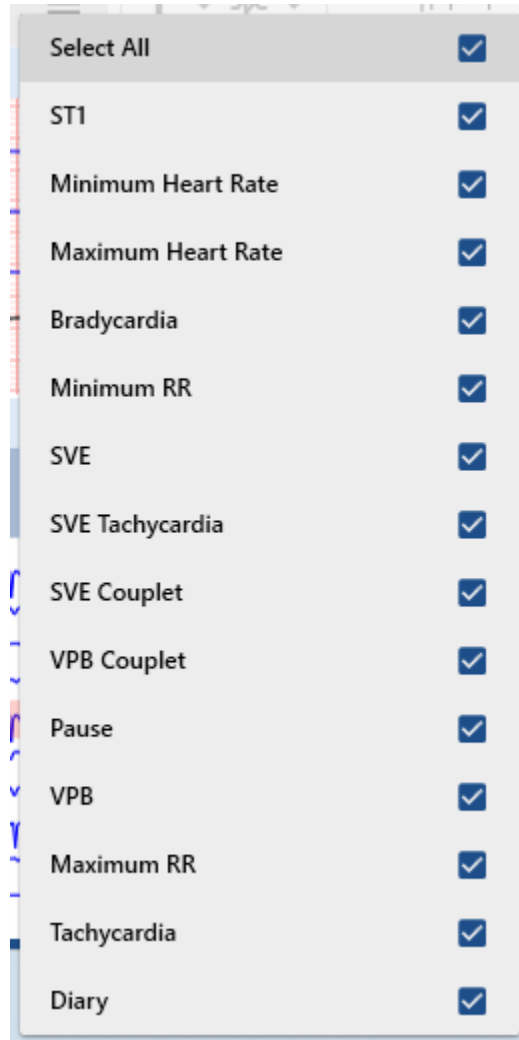 Select All
ST1
Minimum Heart Rate
Maximum Heart Rate
Bradycardia
Minimum RR
SVE
SVE Tachycardia
SVE Couplet
VPB Couplet
Pause
VPB
Maximum RR
Tachycardia
Diary